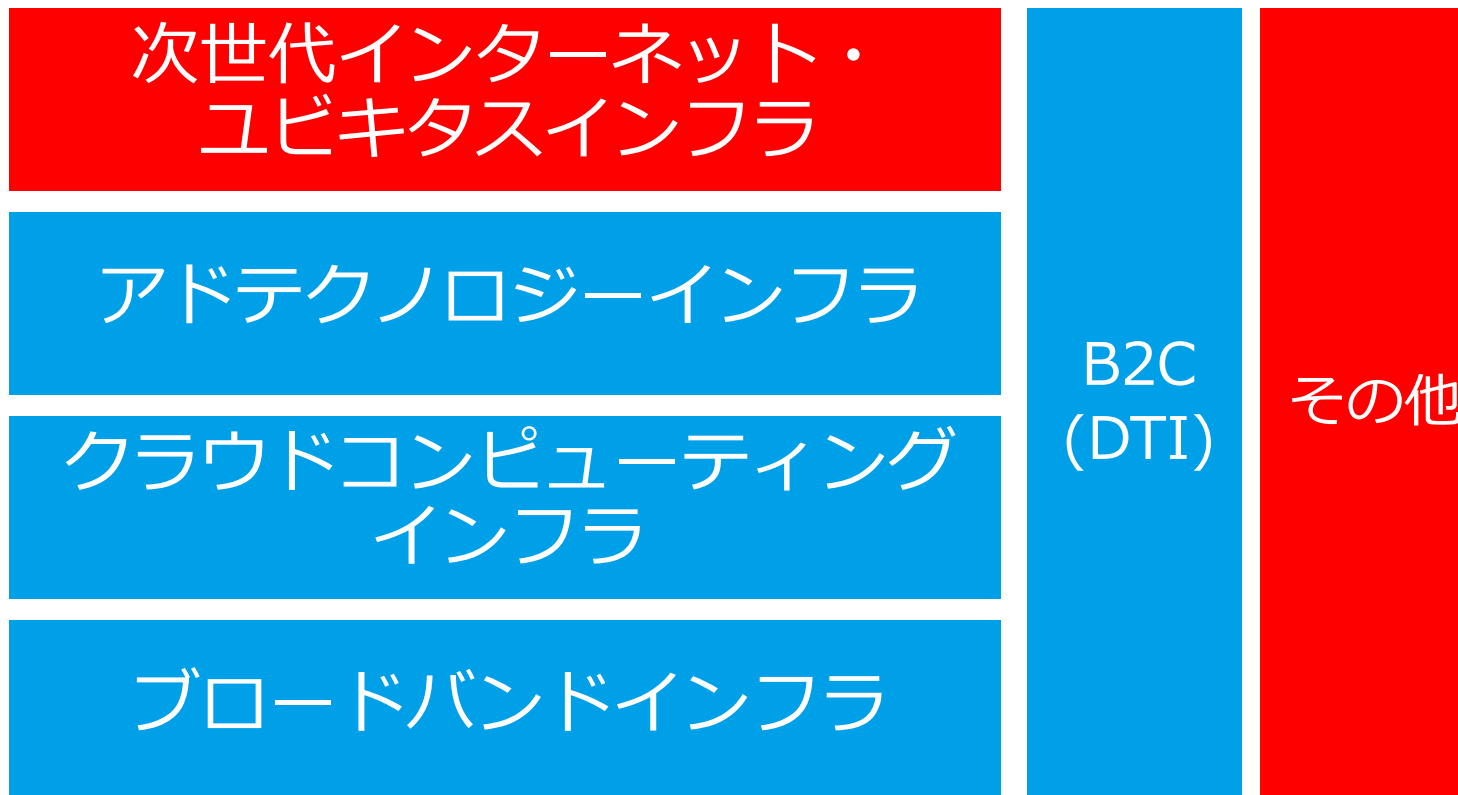 次世代インターネット・
ユビキタスインフラ
アドテクノロジーインフラ
クラウドコンピューティング
インフラ
ブロードバンドインフラ
B2C
(DTI)
その他